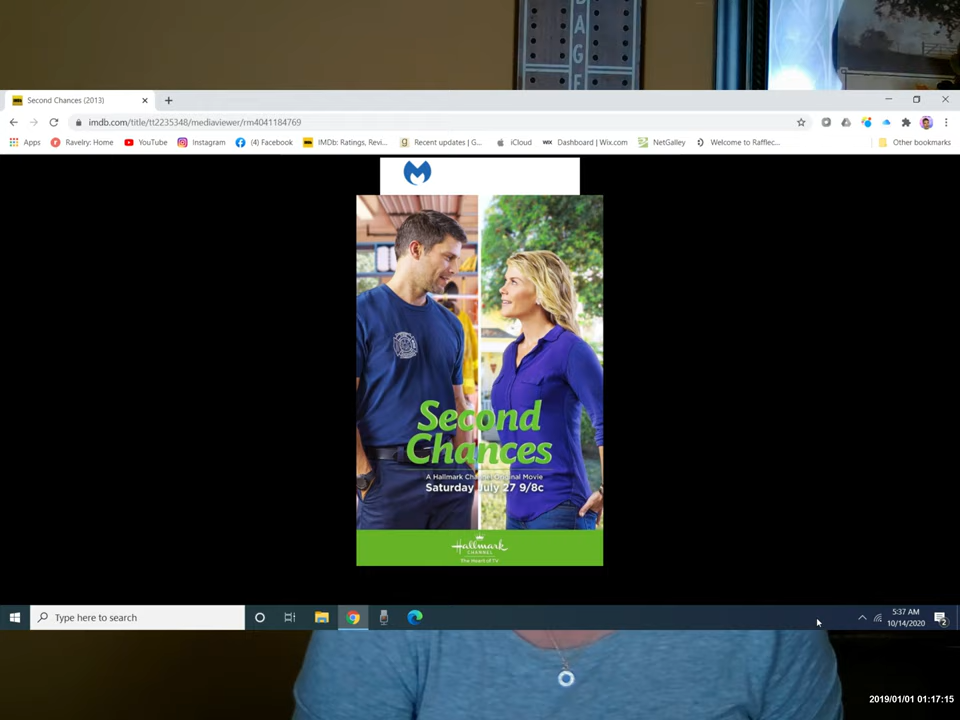 BAGE
Second Chances (2013)
imdb.com/title/tt2235348/mediaviewer/rm4041184769
Apps Ravelry: Home YouTube Instagram (4) Facebook IMDb: Ratings, Revi... Recent updates | G... iCloud WIX Dashboard | Wix.com NetGalley Welcome to Rafflec... Other bookmarks
Second
Chances
A Hallmark Channel Original Movie
Saturday July 27 9/8c
Hallmark
CHANNEL
The Heart of TV
Type here to search
5:37 AM
10/14/2020
2
2019/01/01 01:17:15